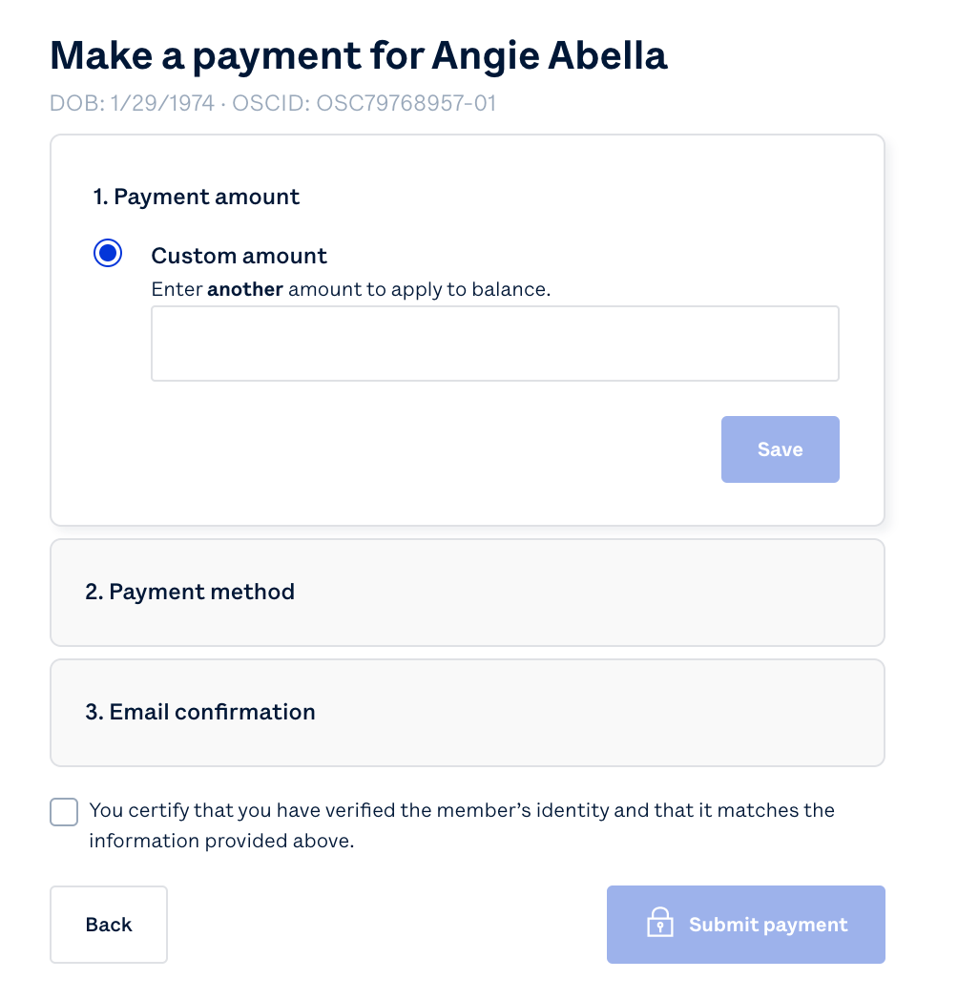 Make a payment for Angie Abella
DOB: 1/29/1974 · OSCID: OSC79768957-01
1. Payment amount
Custom amount
Enter another amount to apply to balance.
Save
2. Payment method
3. Email confirmation
You certify that you have verified the member’s identity and that it matches the
information provided above.
Back
Submit payment